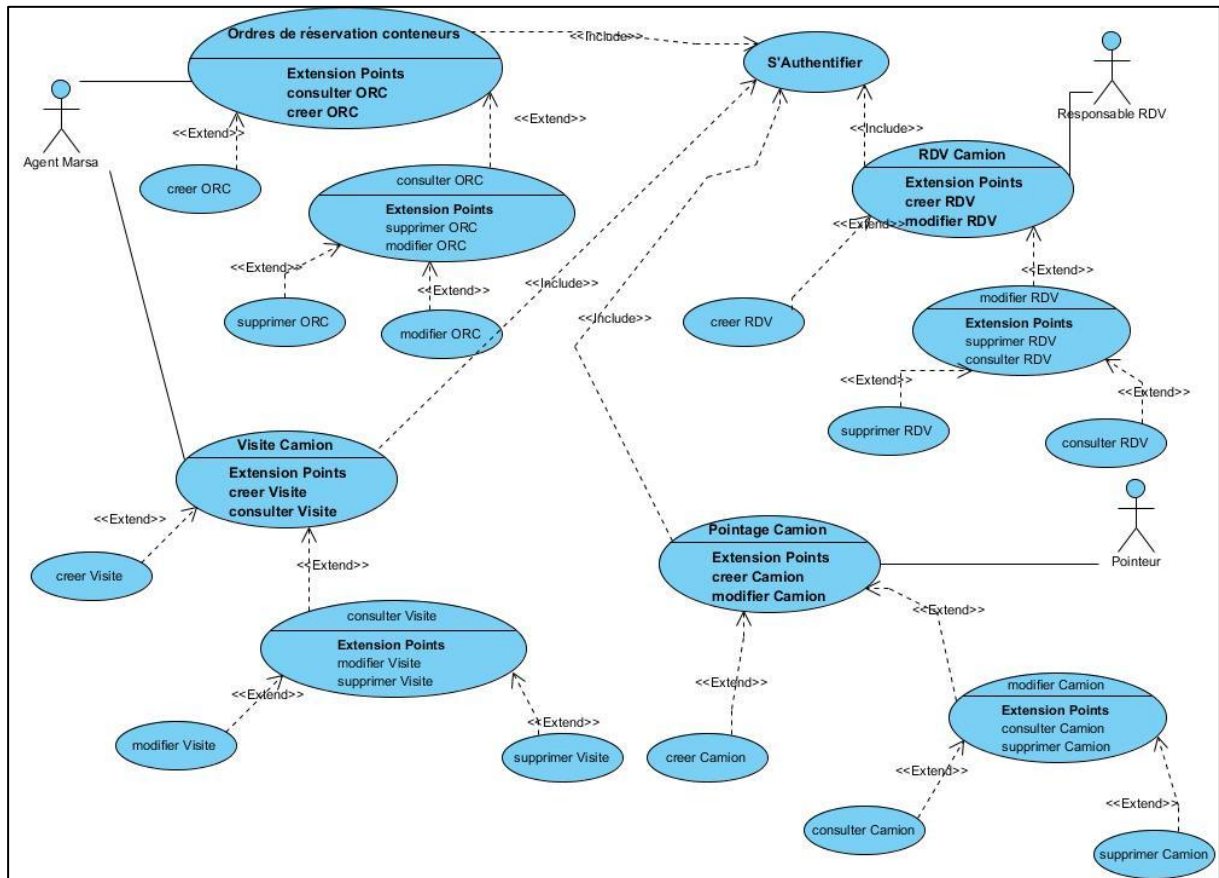 Ordres de réservation conteneurs
Extension Points
consulter ORC
creer ORC
<<Include>>
S'Authentifier
Agent Marsa
Responsable RDV
<<Extend>>
<<Extend>>
<<Include>>
creer ORC
consulter ORC
Extension Points
supprimer ORC
modifier ORC
RDV Camion
Extension Points
creer RDV
modifier RDV
<<Extend>>
<<Extend>>
<<Extend>>
<<Extend>>
<<Include>>
<<Include>>
supprimer ORC
modifier ORC
creer RDV
modifier RDV
Extension Points
supprimer RDV
consulter RDV
<<Extend>>
<<Extend>>
supprimer RDV
consulter RDV
Visite Camion
Extension Points
creer Visite
consulter Visite
<<Extend>>
<<Extend>>
creer Visite
Pointage Camion
Extension Points
creer Camion
modifier Camion
Pointeur
consulter Visite
Extension Points
modifier Visite
supprimer Visite
<<Extend>>
<<Extend>>
modifier Visite
supprimer Visite
<<Extend>>
<<Extend>>
creer Camion
modifier Camion
Extension Points
consulter Camion
supprimer Camion
<<Extend>>
<<Extend>>
consulter Camion
supprimer Camion